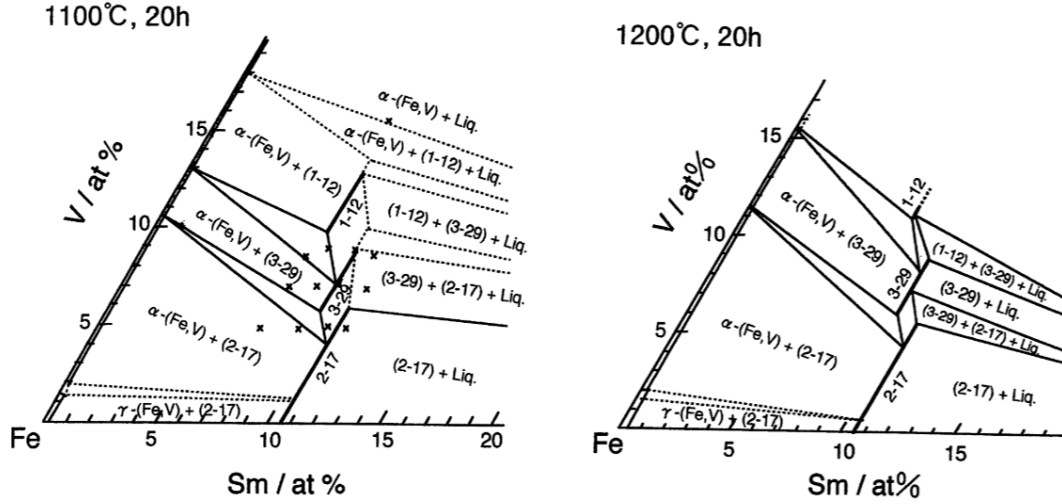 1100℃, 20h
α-(Fe,V) + Liq.
α-(Fe,V) + (1-12) + Liq.
15
α-(Fe,V) + (1-12)
1-12
(1-12) + (3-29) + Liq.
V / at %
10
α-(Fe,V) + (3-29)
3-29
(3-29) + (2-17) + Liq.
5
α-(Fe,V) + (2-17)
2-17
(2-17) + Liq.
γ-(Fe,V) + (2-17)
Fe
5
10
15
20
Sm / at %
1200℃, 20h
15
1-12
V / at%
10
α-(Fe,V) + (3-29)
3-29
(1-12) + (3-29) + Liq.
(3-29) + Liq.
(3-29) + (2-17) + Liq.
5
α-(Fe,V) + (2-17)
2-17
(2-17) + Liq.
γ-(Fe,V) + (2-17)
Fe
5
10
15
Sm / at%